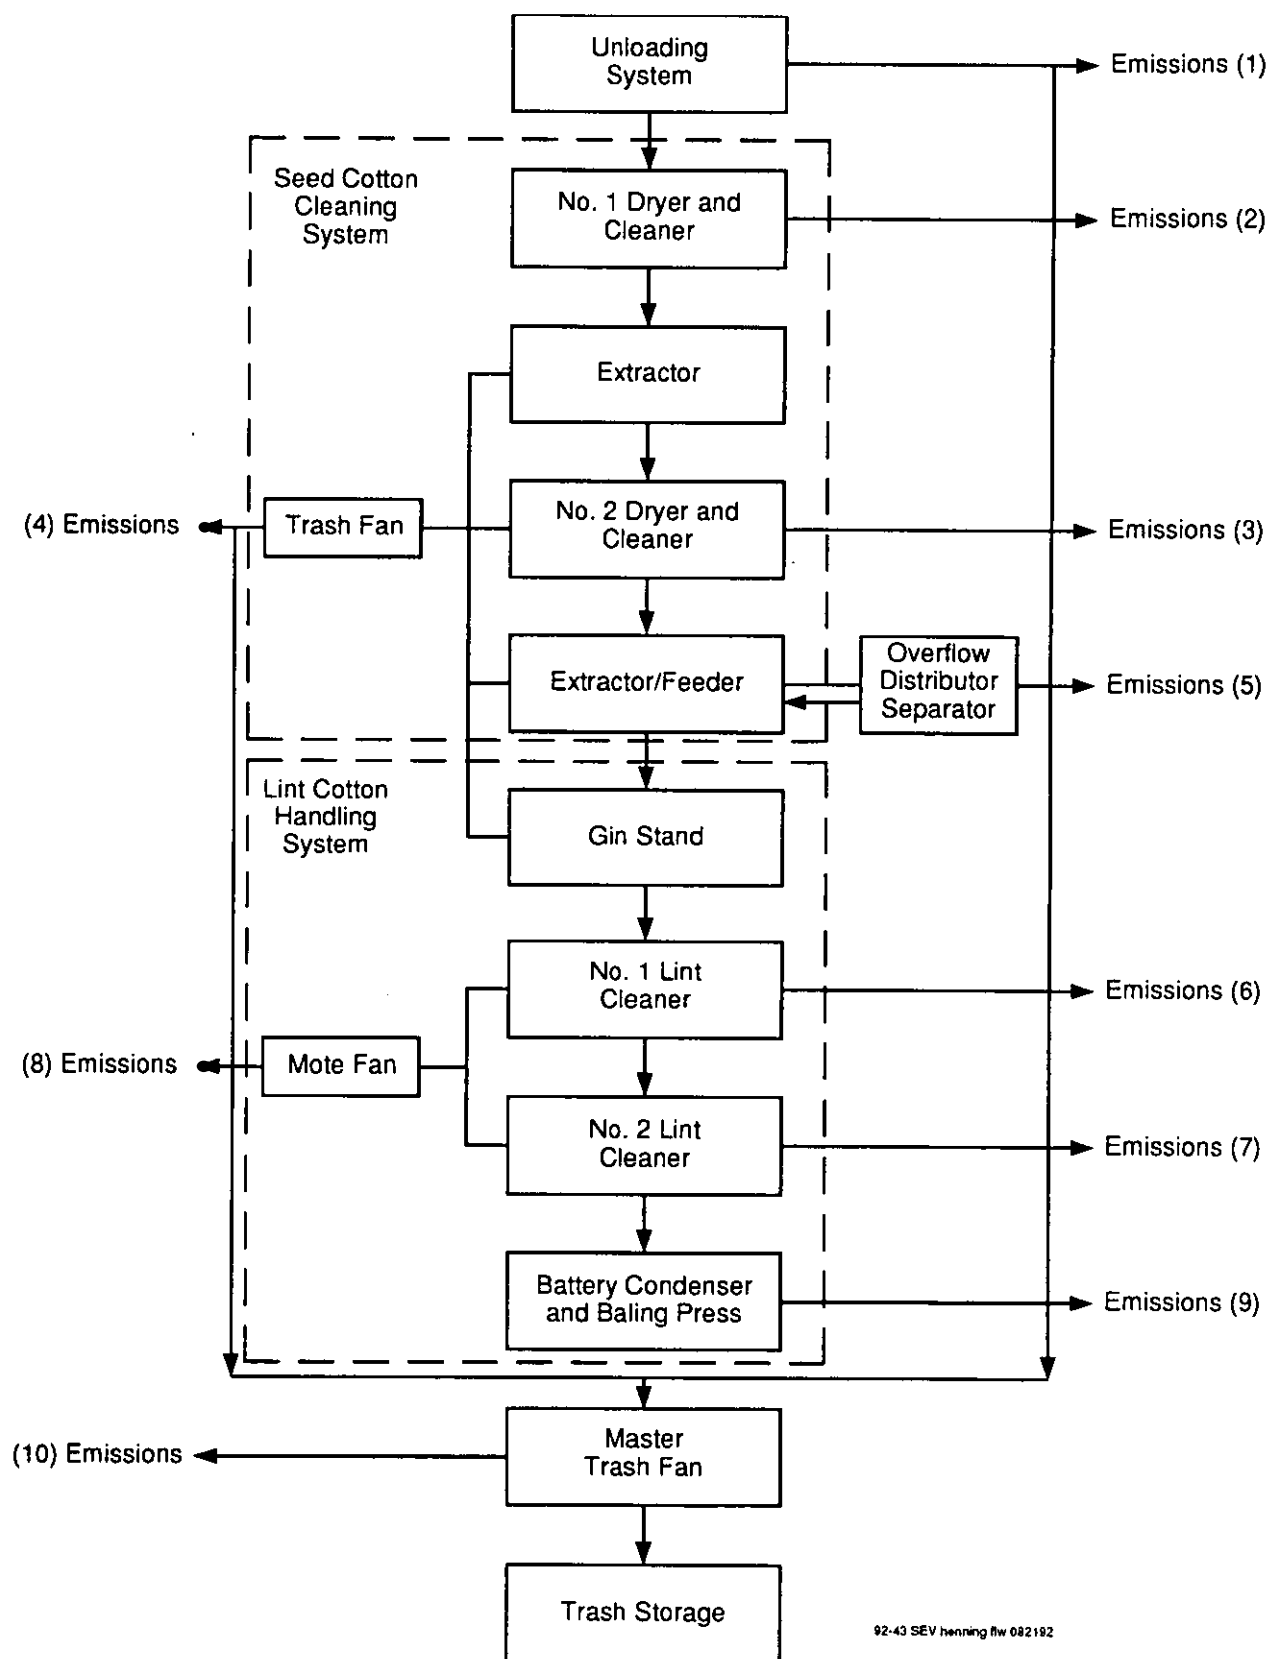 Unloading
System
Emissions (1)
Seed Cotton
Cleaning
System
No. 1 Dryer and
Cleaner
Emissions (2)
Extractor
(4) Emissions
Trash Fan
No. 2 Dryer and
Cleaner
Emissions (3)
Extractor/Feeder
Overflow
Distributor
Separator
Emissions (5)
Lint Cotton
Handling
System
Gin Stand
No. 1 Lint
Cleaner
Emissions (6)
(8) Emissions
Mote Fan
No. 2 Lint
Cleaner
Emissions (7)
Battery Condenser
and Baling Press
Emissions (9)
(10) Emissions
Master
Trash Fan
Trash Storage
92-43 SEV henning flw 082192